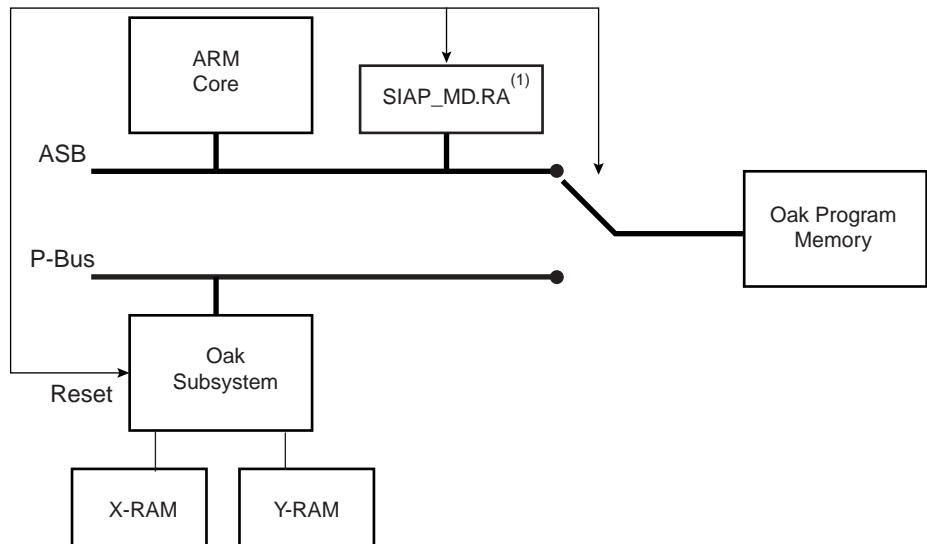 ARM
Core
SIAP_MD.RA(1)
ASB
Oak Program
Memory
P-Bus
Oak
Subsystem
Reset
X-RAM
Y-RAM